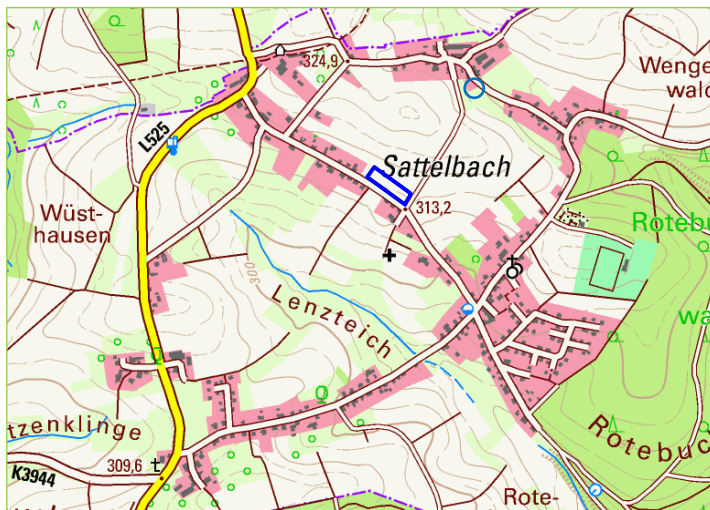 324,9
Wenge
wald
L525
Sattelbach
Wüst-
hausen
313,2
Rotebu
300
Lenzteich
wa
tzenklinge
Rotebuc
309,6
K3944
Rote-